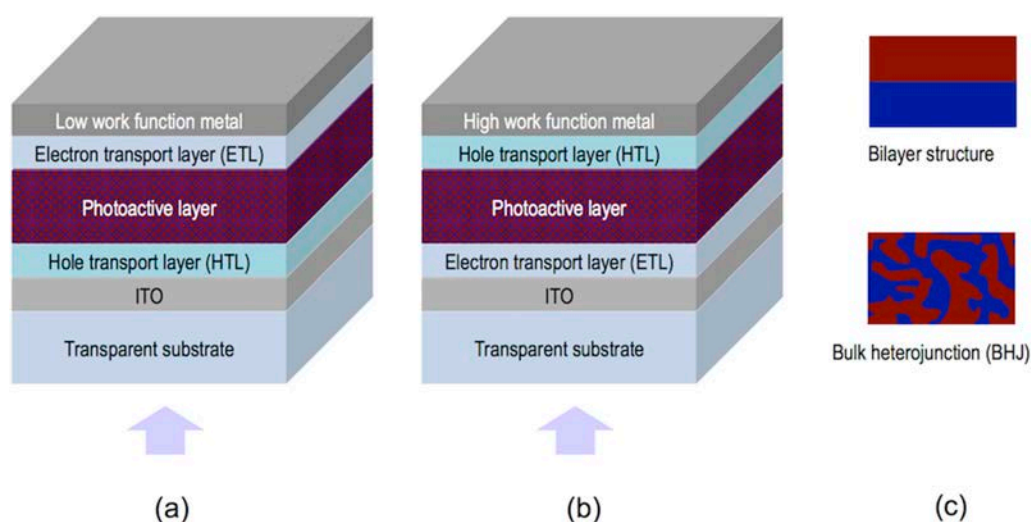 Low work function metal
Electron transport layer (ETL)
Photoactive layer
Hole transport layer (HTL)
ITO
Transparent substrate
(a)
High work function metal
Hole transport layer (HTL)
Photoactive layer
Electron transport layer (ETL)
ITO
Transparent substrate
(b)
Bilayer structure
Bulk heterojunction (BHJ)
(c)